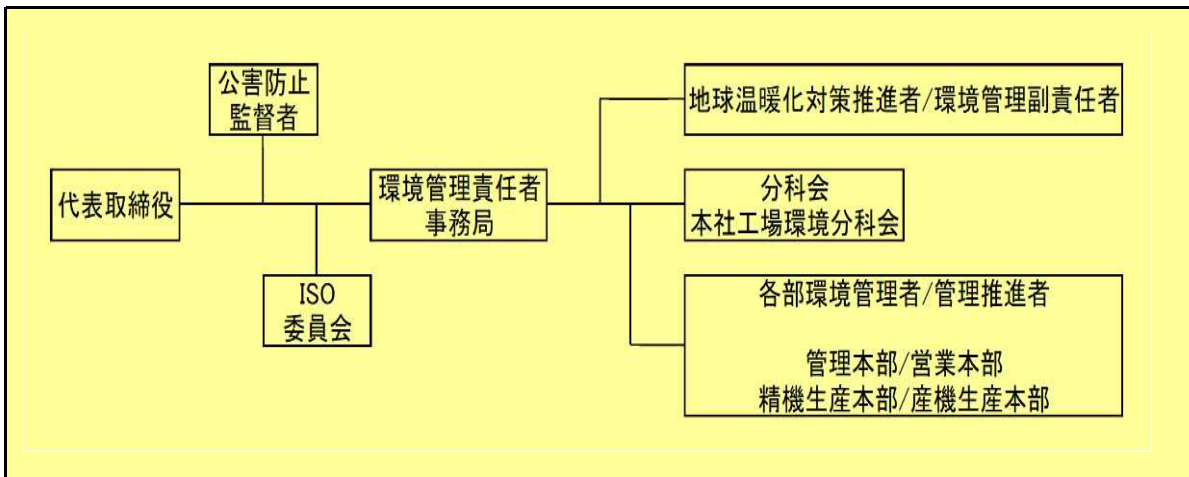 公害防止
監督者
代表取締役
ISO
委員会
環境管理責任者
事務局
地球温暖化対策推進者/環境管理副責任者
分科会
本社工場環境分科会
各部環境管理者/管理推進者
管理本部/営業本部
精機生産本部/産機生産本部